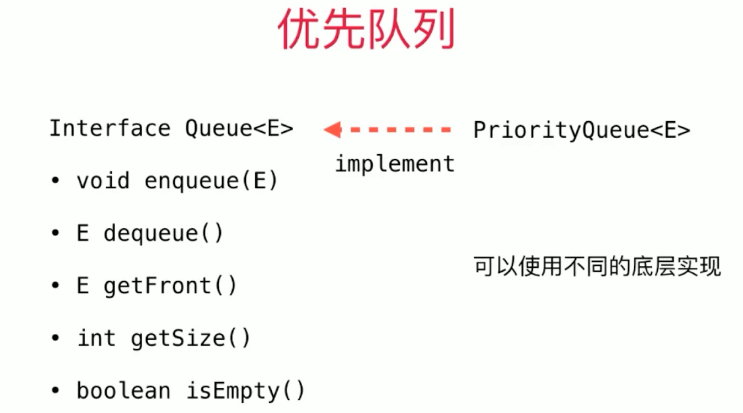 优先队列
Interface Queue<E>
PriorityQueue<E>
implement
• void enqueue(E)
• E dequeue()
可以使用不同的底层实现
• E getFront()
• int getSize()
• boolean isEmpty()